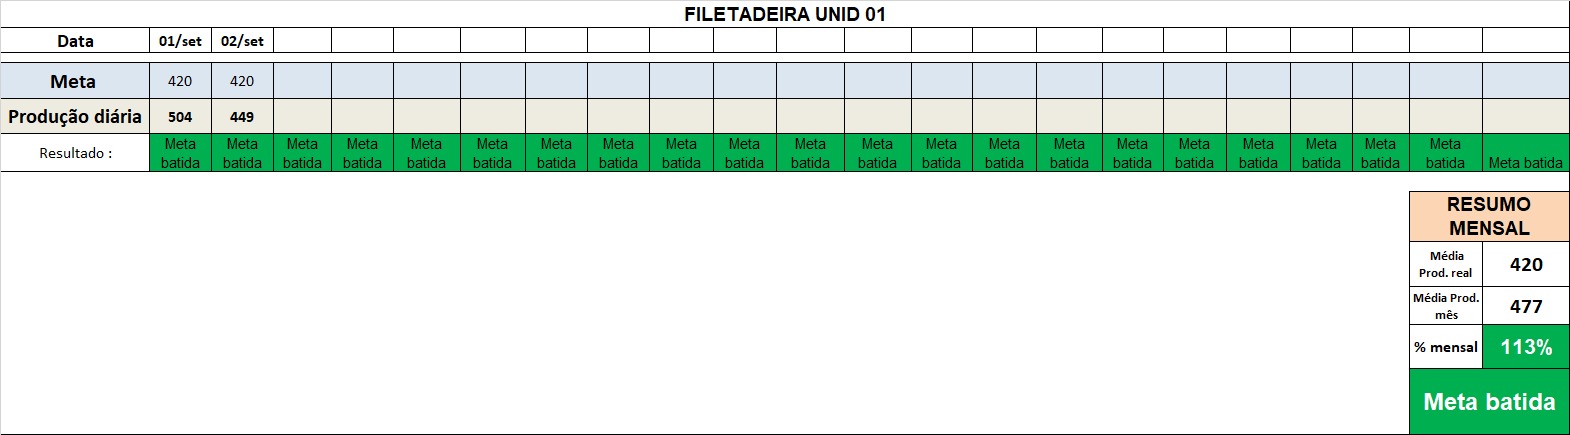 FILETADEIRA UNID 01
Data 01/set 02/set
Meta 420 420
Produção diária 504 449
Resultado :
Meta
batida
Meta
batida
Meta
batida
Meta
batida
Meta
batida
Meta
batida
Meta
batida
Meta
batida
Meta
batida
Meta
batida
Meta
batida
Meta
batida
Meta
batida
Meta
batida
Meta
batida
Meta
batida
Meta
batida
Meta
batida
Meta
batida
Meta
batida
Meta
batida
Meta batida
RESUMO
MENSAL
Média
Prod. real
420
Média Prod.
mês
477
% mensal 113%
Meta batida